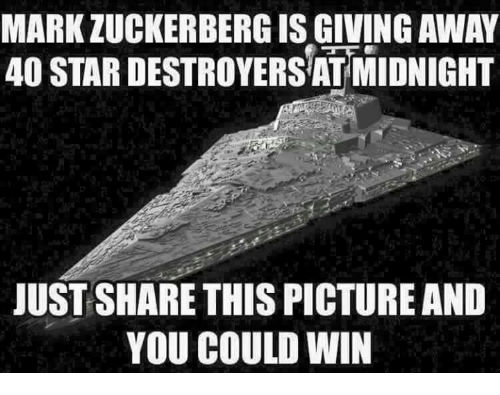 MARK ZUCKERBERG IS GIVING AWAY
40 STAR DESTROYERS AT MIDNIGHT
JUST SHARE THIS PICTURE AND
YOU COULD WIN